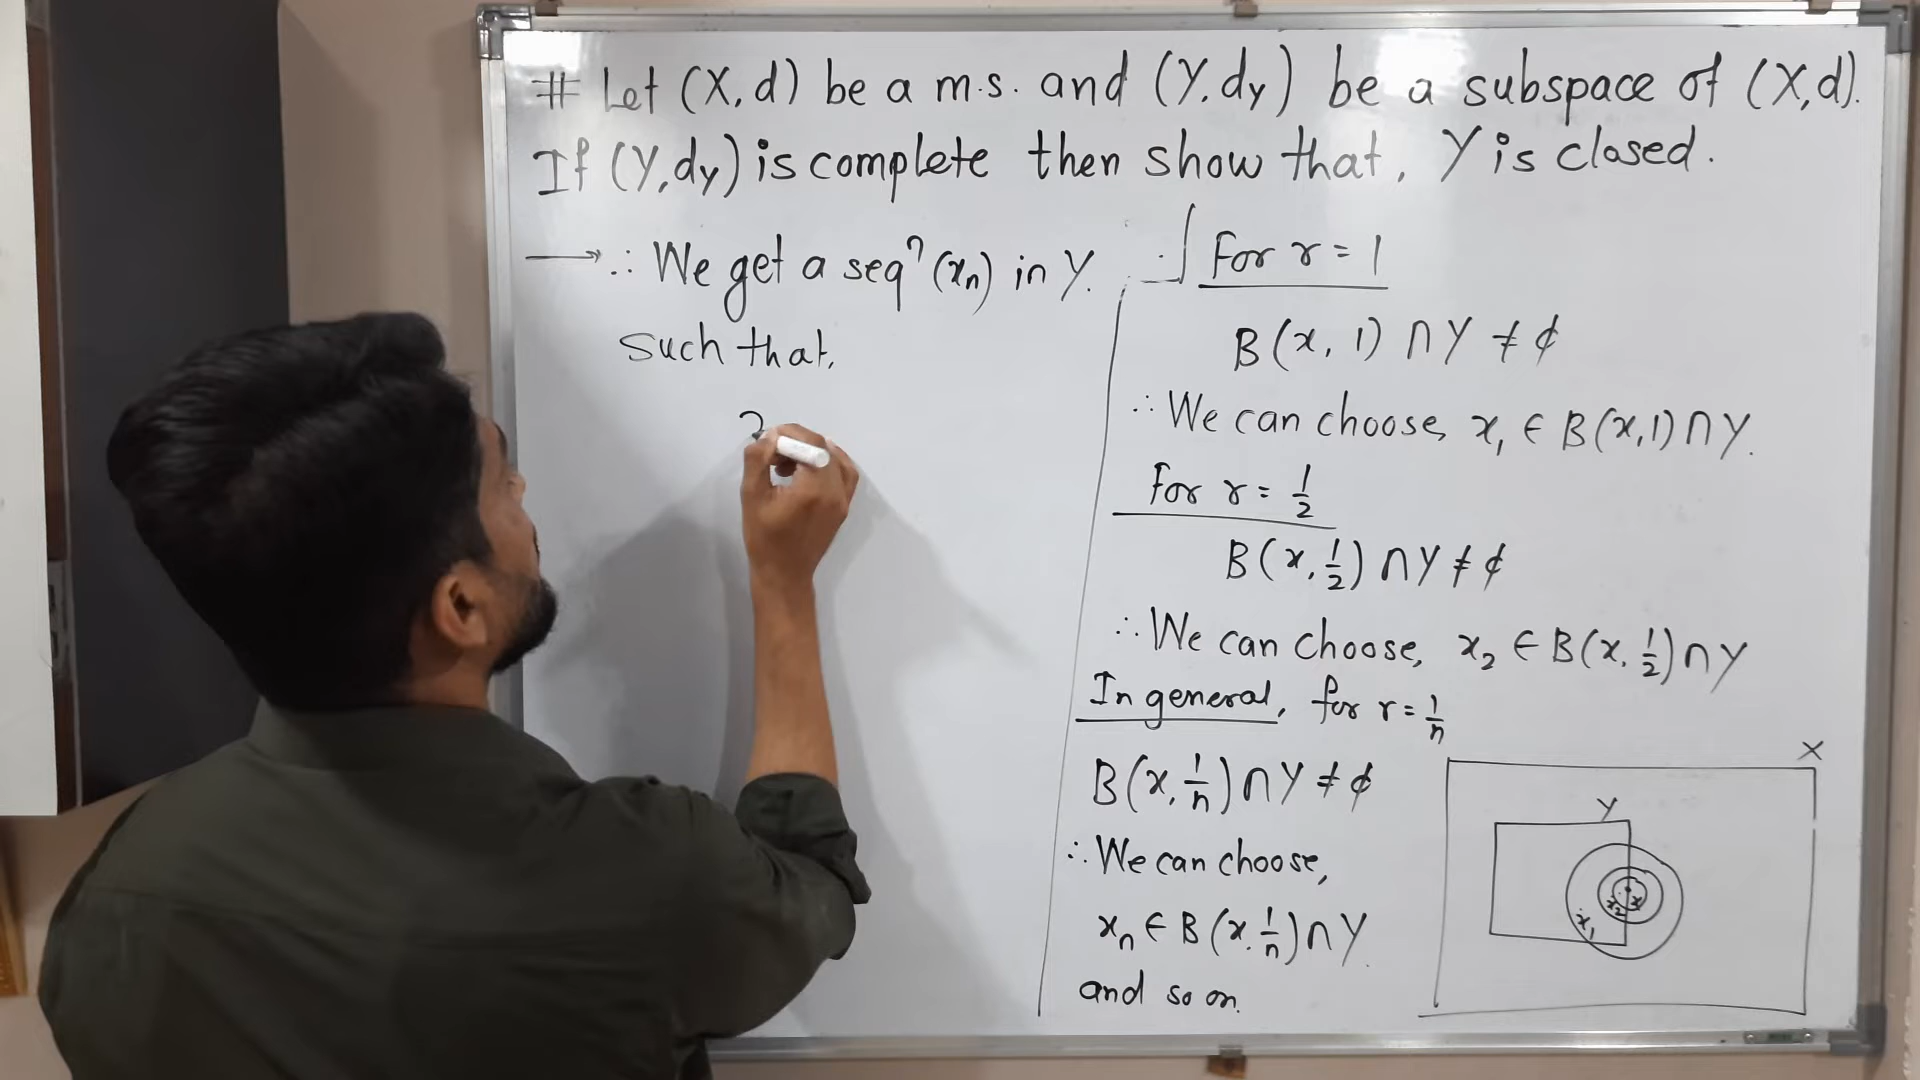 # Let (X, d) be a m.s. and (Y, dy) be a subspace of (X, d).
If (Y, dy) is complete then show that, Y is closed.
→ ∴ We get a seqⁿ (xₙ) in Y.
such that,
For r = 1
B(x, 1) ∩ Y ≠ ϕ
∴ We can choose, x₁ ∈ B(x, 1) ∩ Y.
For r = 1/2
B(x, 1/2) ∩ Y ≠ ϕ
∴ We can choose, x₂ ∈ B(x, 1/2) ∩ Y
In general, for r = 1/n
B(x, 1/n) ∩ Y ≠ ϕ
∴ We can choose,
xₙ ∈ B(x, 1/n) ∩ Y.
and so on.
X
Y
x₂ x
x₁